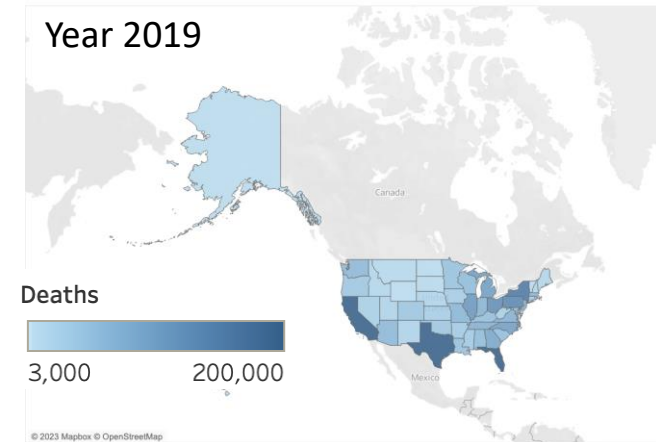 Year 2019
Canada
Deaths
3,000 200,000
Mexico
© 2023 Mapbox © OpenStreetMap